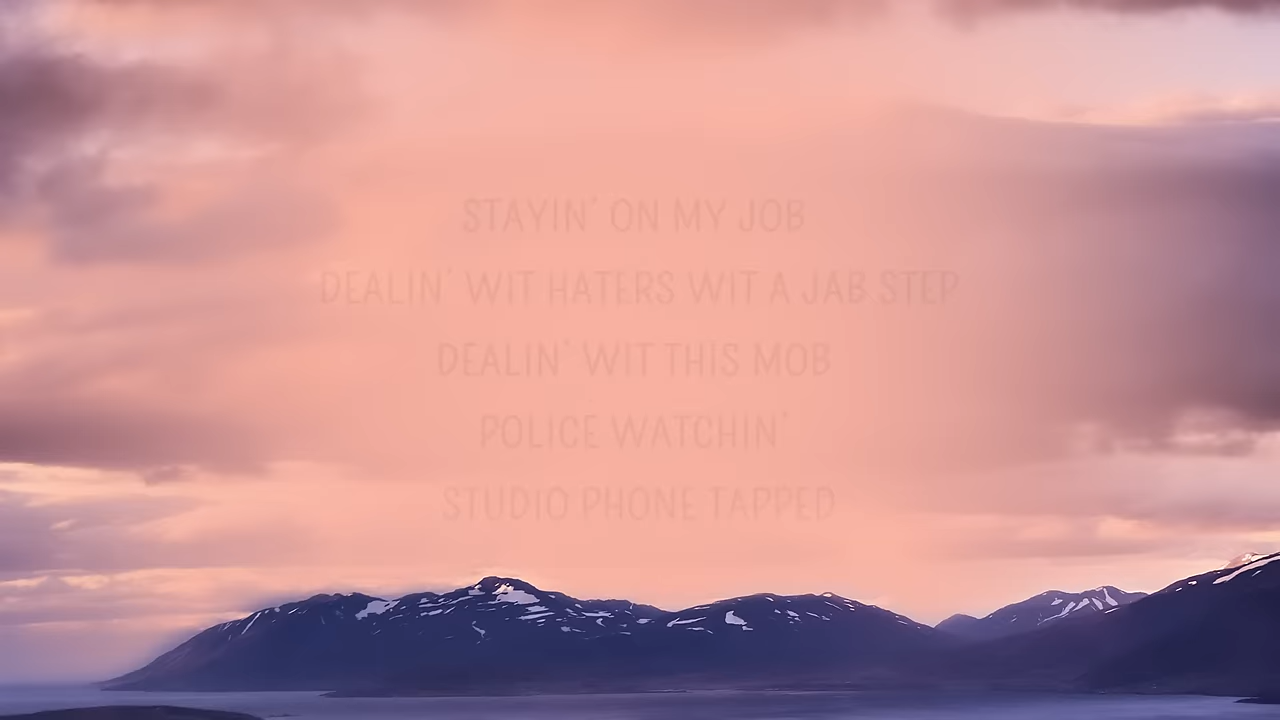 STAYIN' ON MY JOB
DEALIN' WIT HATERS WIT A JAB STEP
DEALIN' WIT THIS MOB
POLICE WATCHIN'
STUDIO PHONE TAPPED